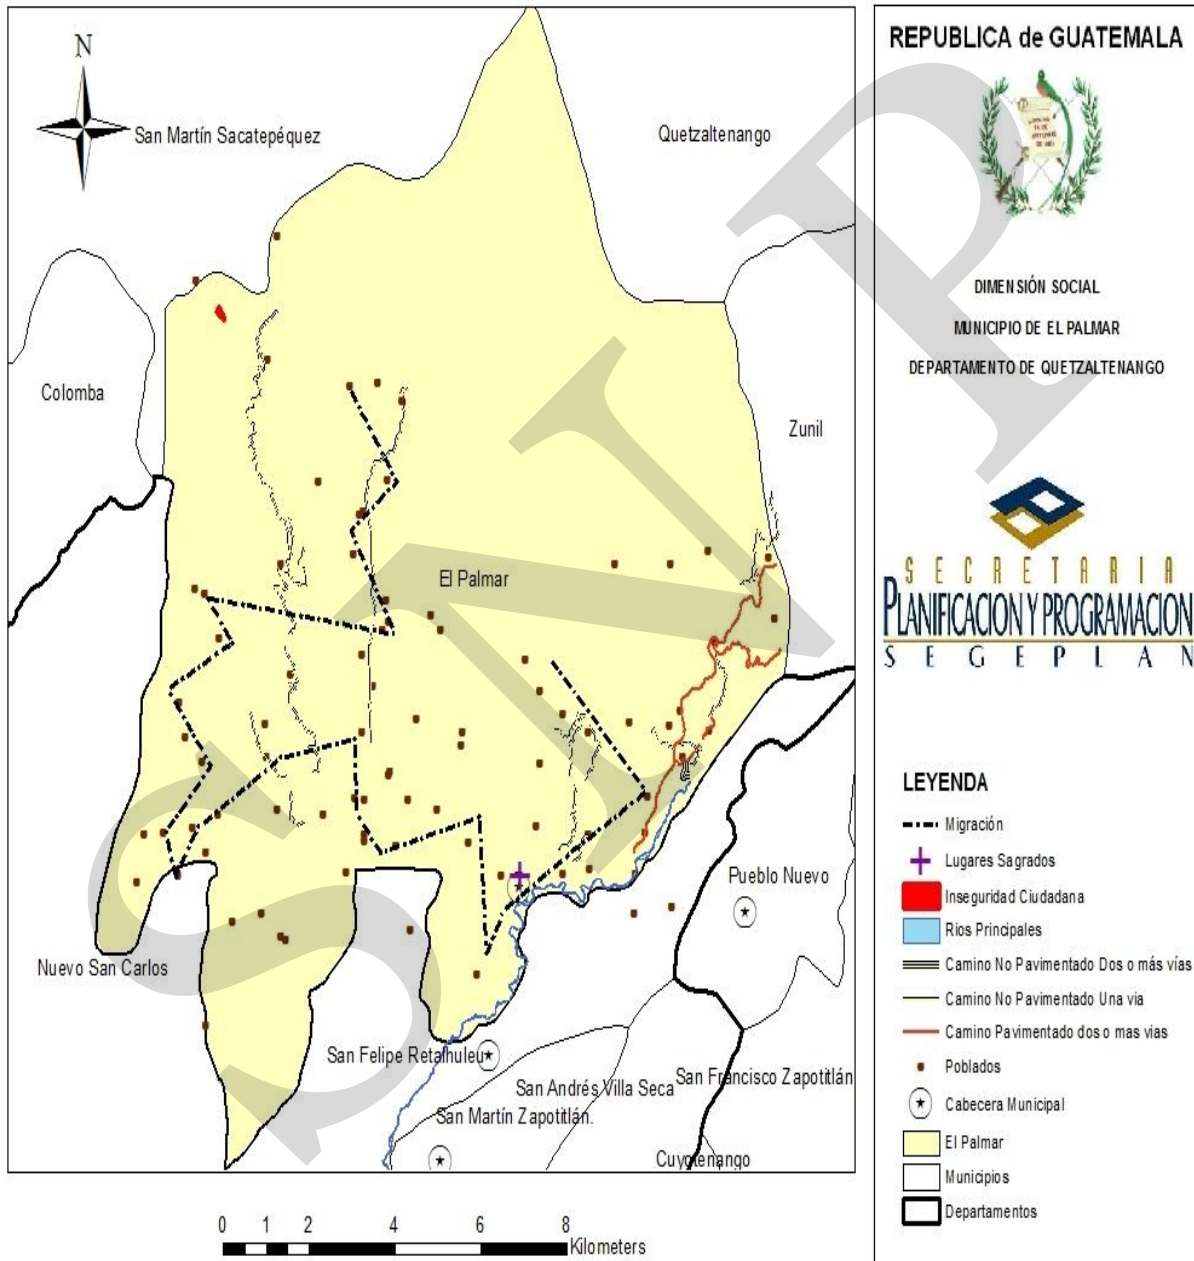 N
San Martín Sacatepéquez
Quetzaltenango
Colomba
Zunil
El Palmar
Pueblo Nuevo
Nuevo San Carlos
San Felipe Retalhuleu
San Andrés Villa Seca
San Francisco Zapotitlán
San Martín Zapotitlán.
Cuyotenango
0 1 2 4 6 8
Kilometers
REPUBLICA de GUATEMALA
DIMENSIÓN SOCIAL
MUNICIPIO DE EL PALMAR
DEPARTAMENTO DE QUETZALTENANGO
SECRETARIA
PLANIFICACION Y PROGRAMACION
SEGEPLAN
LEYENDA
Migración
Lugares Sagrados
Inseguridad Ciudadana
Rios Principales
Camino No Pavimentado Dos o más vías
Camino No Pavimentado Una via
Camino Pavimentado dos o mas vias
Poblados
Cabecera Municipal
El Palmar
Municipios
Departamentos
SNIP